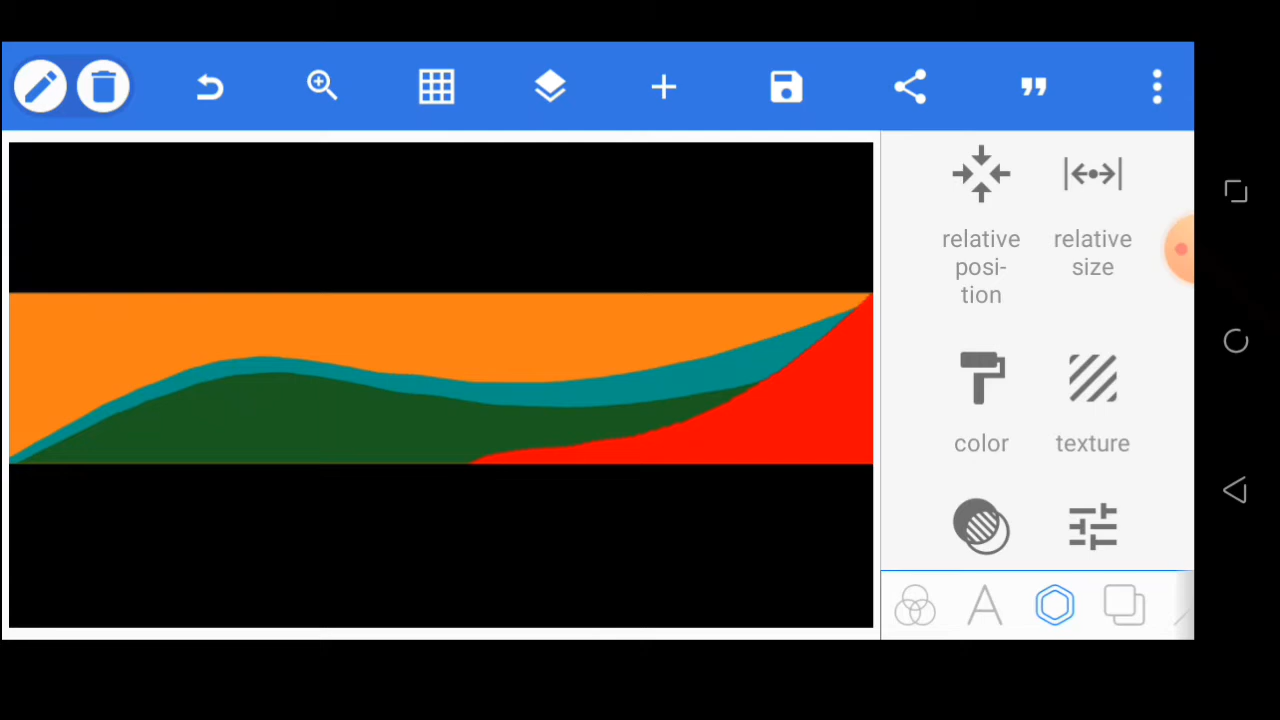 relative
posi-
tion
relative
size
color
texture